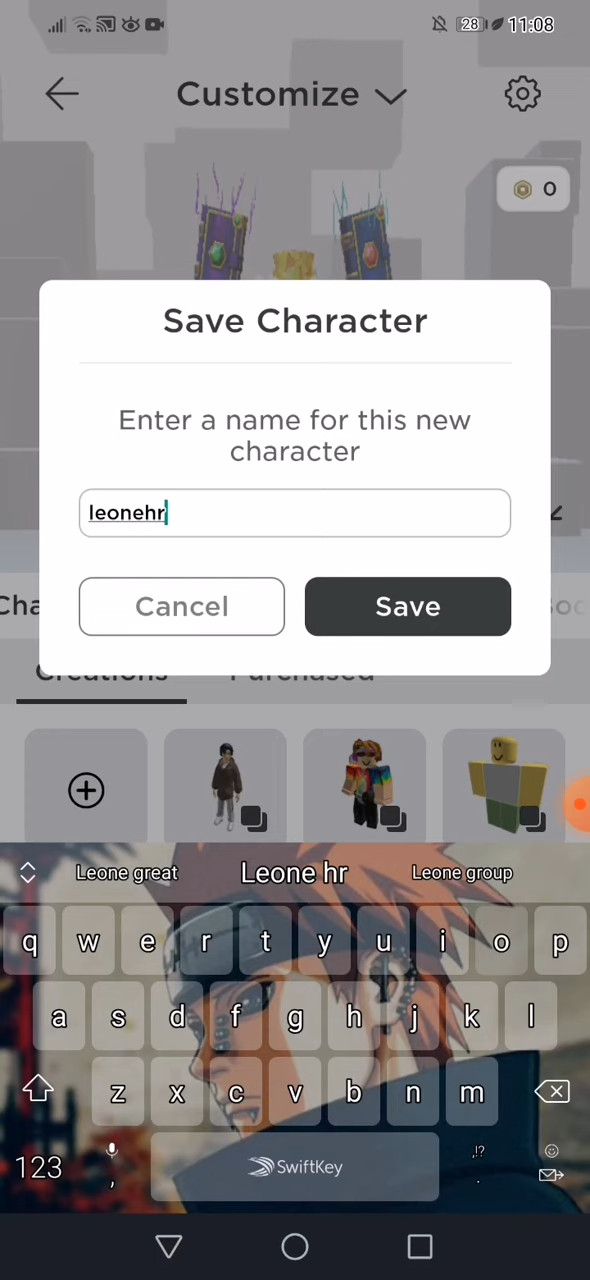 28 11:08
Customize
0
Save Character
Enter a name for this new
character
leonehr
Cancel Save
Cha
Creations Purchased
Leone great Leone hr Leone group
q w e r t y u i o p
a s d f g h j k l
z x c v b n m
123 , SwiftKey ,!? .